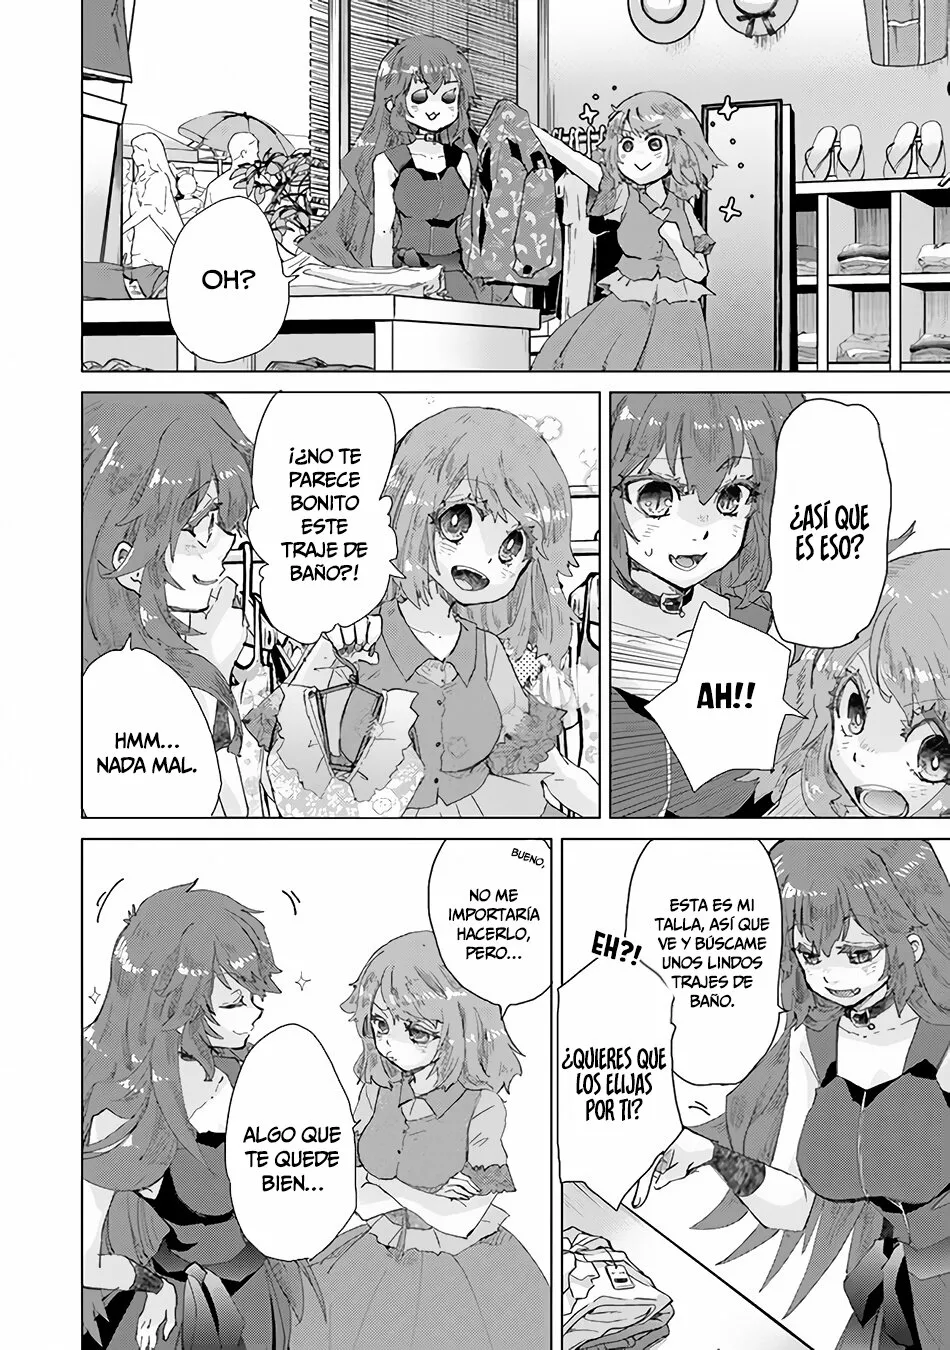 OH?
¿ASÍ QUE
ES ESO?
AH!!
¡¿NO TE
PARECE
BONITO
ESTE
TRAJE DE
BAÑO?!
HMM...
NADA MAL.
ESTA ES MI
TALLA, ASÍ QUE
VE Y BÚSCAME
UNOS LINDOS
TRAJES DE
BAÑO.
EH?!
¿QUIERES QUE
LOS ELIJAS
POR TI?
BUENO,
NO ME
IMPORTARÍA
HACERLO,
PERO...
ALGO QUE
TE QUEDE
BIEN...